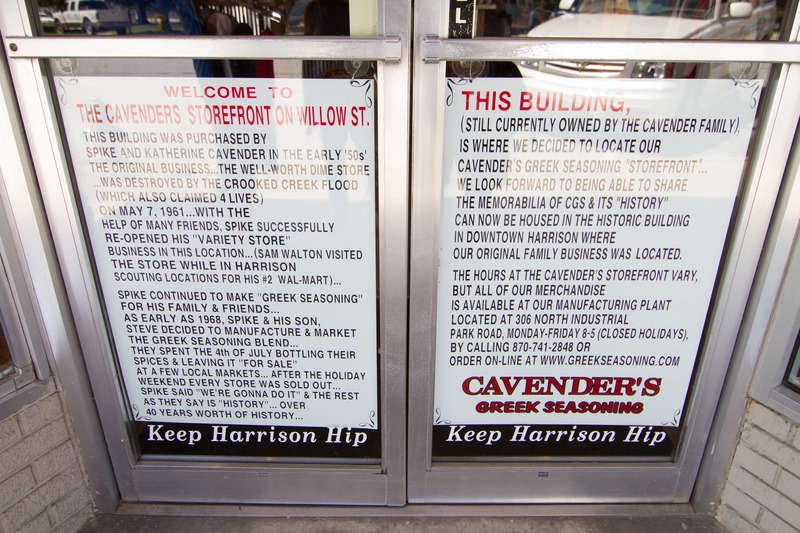 WELCOME TO
THE CAVENDERS STOREFRONT ON WILLOW ST.
THIS BUILDING WAS PURCHASED BY
SPIKE AND KATHERINE CAVENDER IN THE EARLY '50s'
THE ORIGINAL BUSINESS...THE WELL-WORTH DIME STORE
...WAS DESTROYED BY THE CROOKED CREEK FLOOD
(WHICH ALSO CLAIMED 4 LIVES)
ON MAY 7, 1961...WITH THE
HELP OF MANY FRIENDS, SPIKE SUCCESSFULLY
RE-OPENED HIS "VARIETY STORE"
BUSINESS IN THIS LOCATION...(SAM WALTON VISITED
THE STORE WHILE IN HARRISON
SCOUTING LOCATIONS FOR HIS #2 WAL-MART)...
SPIKE CONTINUED TO MAKE "GREEK SEASONING"
FOR HIS FAMILY & FRIENDS...
AS EARLY AS 1968, SPIKE & HIS SON,
STEVE DECIDED TO MANUFACTURE & MARKET
THE GREEK SEASONING BLEND...
THEY SPENT THE 4th OF JULY BOTTLING THEIR
SPICES & LEAVING IT "FOR SALE"
AT A FEW LOCAL MARKETS... AFTER THE HOLIDAY
WEEKEND EVERY STORE WAS SOLD OUT...
SPIKE SAID "WE'RE GONNA DO IT" & THE REST
AS THEY SAY IS "HISTORY"... OVER
40 YEARS WORTH OF HISTORY...
Keep Harrison Hip
THIS BUILDING,
(STILL CURRENTLY OWNED BY THE CAVENDER FAMILY),
IS WHERE WE DECIDED TO LOCATE OUR
CAVENDER'S GREEK SEASONING "STOREFRONT"...
WE LOOK FORWARD TO BEING ABLE TO SHARE
THE MEMORABILIA OF CGS & ITS "HISTORY"
CAN NOW BE HOUSED IN THE HISTORIC BUILDING
IN DOWNTOWN HARRISON WHERE
OUR ORIGINAL FAMILY BUSINESS WAS LOCATED.
THE HOURS AT THE CAVENDER'S STOREFRONT VARY,
BUT ALL OF OUR MERCHANDISE
IS AVAILABLE AT OUR MANUFACTURING PLANT
LOCATED AT 306 NORTH INDUSTRIAL
PARK ROAD, MONDAY-FRIDAY 8-5 (CLOSED HOLIDAYS),
BY CALLING 870-741-2848 OR
ORDER ON-LINE AT WWW.GREEKSEASONING.COM
CAVENDER'S
GREEK SEASONING
Keep Harrison Hip